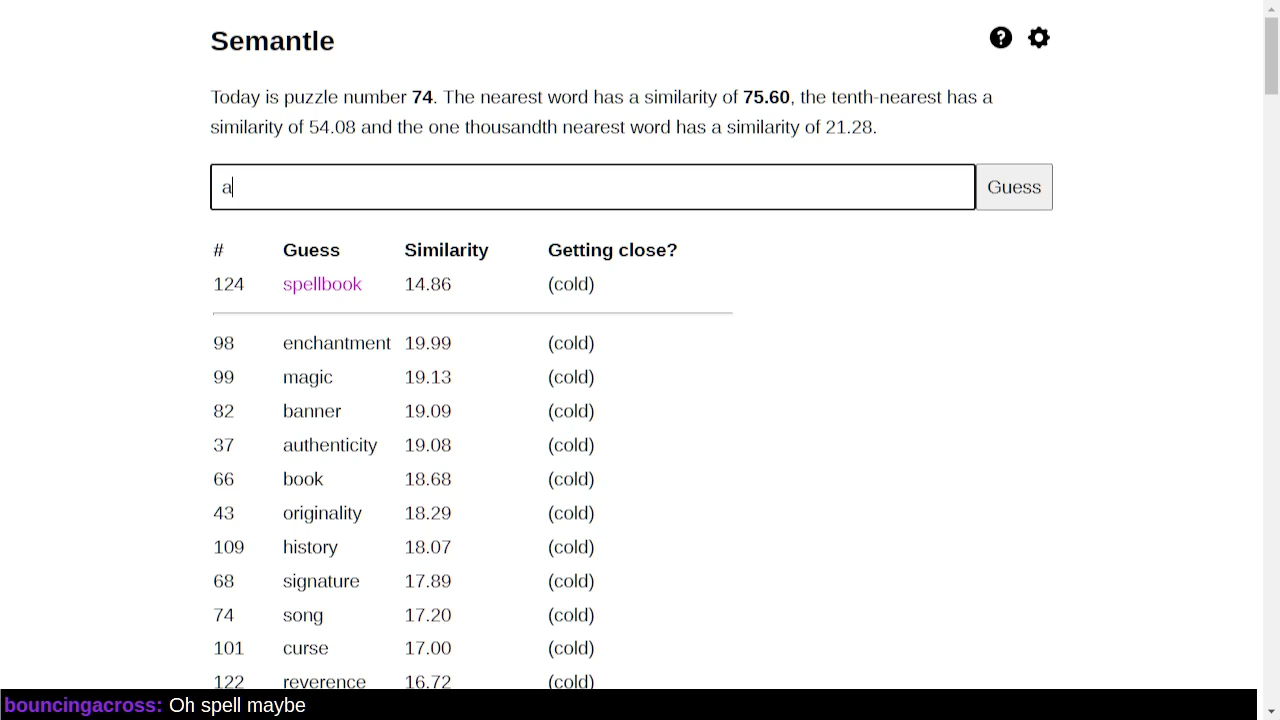 Semantle
Today is puzzle number 74. The nearest word has a similarity of 75.60, the tenth-nearest has a
similarity of 54.08 and the one thousandth nearest word has a similarity of 21.28.
a
Guess
# Guess Similarity Getting close?
124 spellbook 14.86 (cold)
98 enchantment 19.99 (cold)
99 magic 19.13 (cold)
82 banner 19.09 (cold)
37 authenticity 19.08 (cold)
66 book 18.68 (cold)
43 originality 18.29 (cold)
109 history 18.07 (cold)
68 signature 17.89 (cold)
74 song 17.20 (cold)
101 curse 17.00 (cold)
122 reverence 16.72 (cold)
bouncingacross: Oh spell maybe